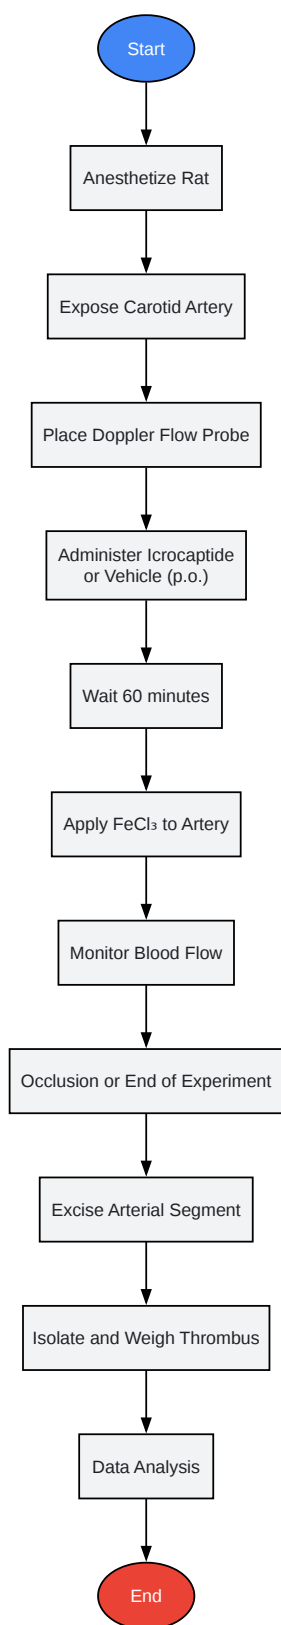 Start
Anesthetize Rat
Expose Carotid Artery
Place Doppler Flow Probe
Administer Icrocaptide
or Vehicle (p.o.)
Wait 60 minutes
Apply FeCl₃ to Artery
Monitor Blood Flow
Occlusion or End of Experiment
Excise Arterial Segment
Isolate and Weigh Thrombus
Data Analysis
End